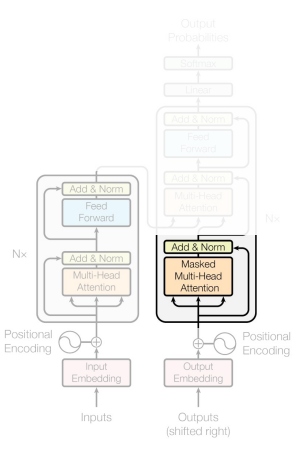 Output
Probabilities
Softmax
Linear
Add & Norm
Feed
Forward
Add & Norm
Multi-Head
Attention
Nx
Add & Norm
Feed
Forward
Nx
Add & Norm
Multi-Head
Attention
Add & Norm
Masked
Multi-Head
Attention
Positional
Encoding
Positional
Encoding
Input
Embedding
Output
Embedding
Inputs
Outputs
(shifted right)